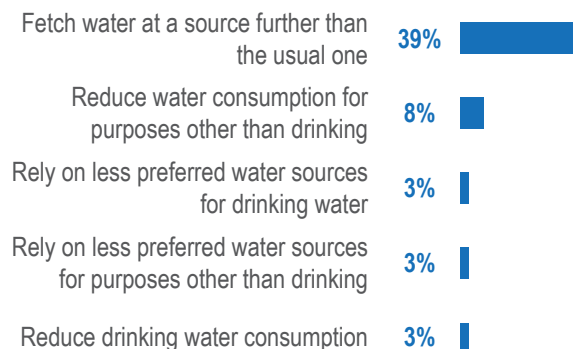 Fetch water at a source further than
the usual one
39%
Reduce water consumption for
purposes other than drinking
8%
Rely on less preferred water sources
for drinking water
3%
Rely on less preferred water sources
for purposes other than drinking
3%
Reduce drinking water consumption
3%